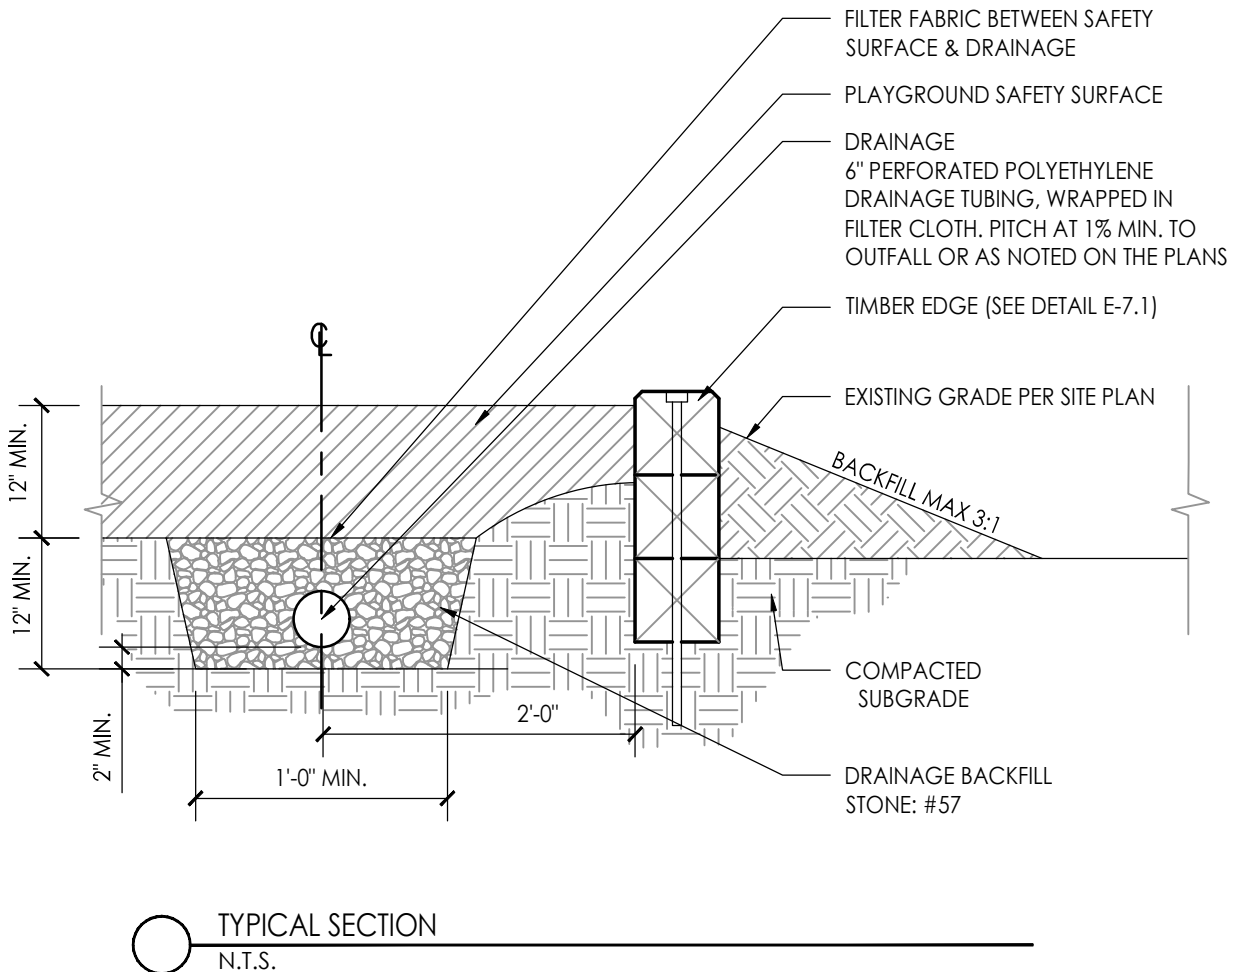 FILTER FABRIC BETWEEN SAFETY
SURFACE & DRAINAGE
PLAYGROUND SAFETY SURFACE
DRAINAGE
6" PERFORATED POLYETHYLENE
DRAINAGE TUBING, WRAPPED IN
FILTER CLOTH. PITCH AT 1% MIN. TO
OUTFALL OR AS NOTED ON THE PLANS
TIMBER EDGE (SEE DETAIL E-7.1)
℄
EXISTING GRADE PER SITE PLAN
12" MIN.
BACKFILL MAX 3:1
12" MIN.
COMPACTED
SUBGRADE
2'-0"
2" MIN.
1'-0" MIN.
DRAINAGE BACKFILL
STONE: #57
TYPICAL SECTION
N.T.S.